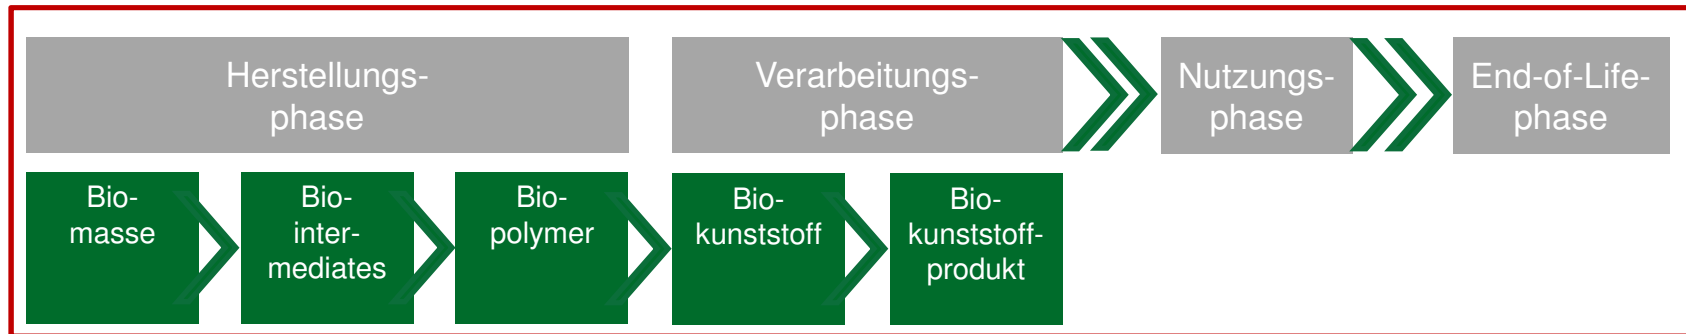 Herstellungs-
phase
Verarbeitungs-
phase
Nutzungs-
phase
End-of-Life-
phase
Bio-
masse
Bio-
inter-
mediates
Bio-
polymer
Bio-
kunststoff
Bio-
kunststoff-
produkt